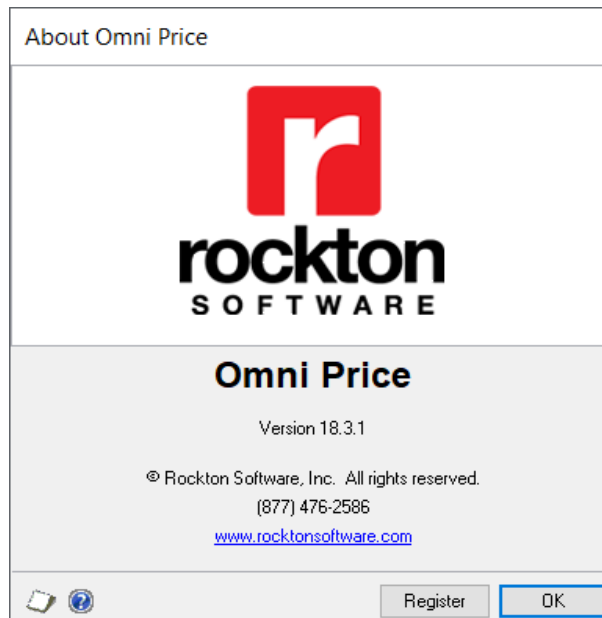 About Omni Price
r
rockton
SOFTWARE
Omni Price
Version 18.3.1
© Rockton Software, Inc. All rights reserved.
(877) 476-2586
www.rocktonsoftware.com
Register
OK